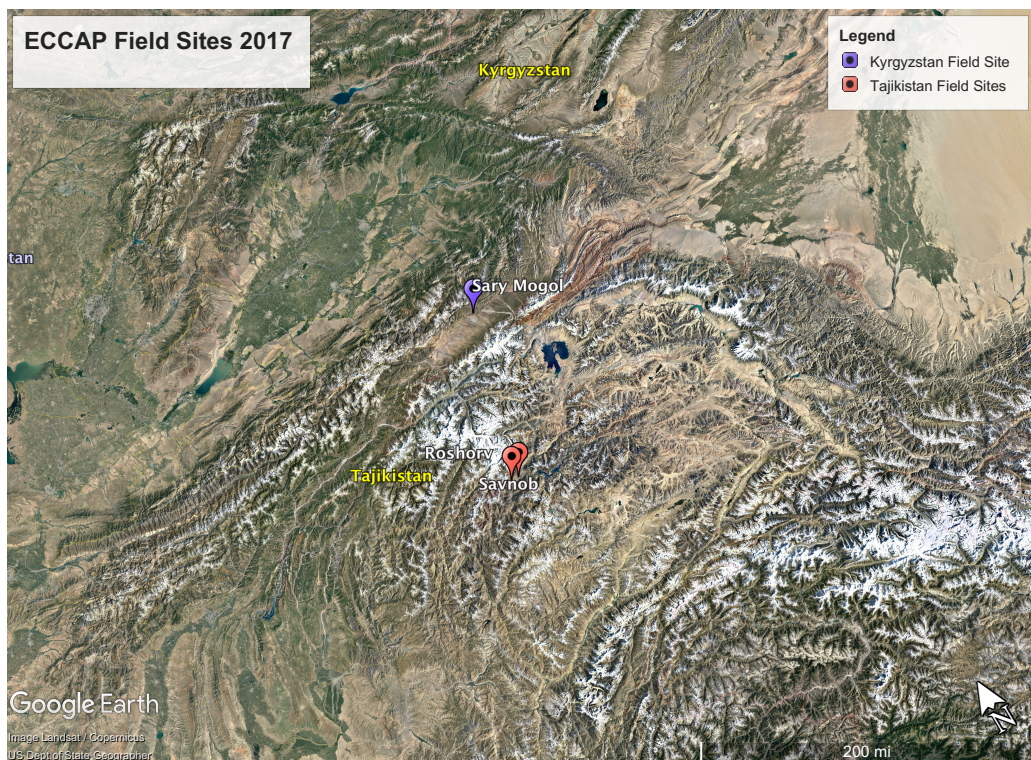 ECCAP Field Sites 2017
Legend
Kyrgyzstan Field Site
Tajikistan Field Sites
Kyrgyzstan
tan
Sary Mogol
Roshorv
Tajikistan
Savnob
Google Earth
Image Landsat / Copernicus
US Dept of State Geographer
200 mi
N